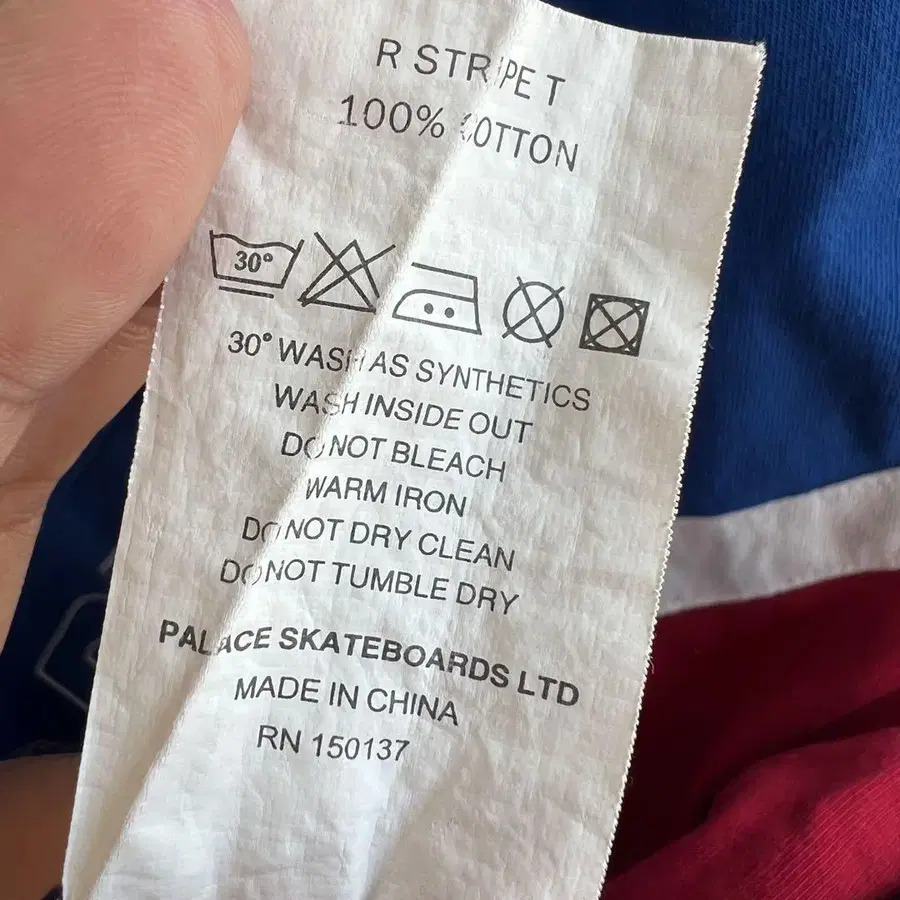 R STRIPE T
100% COTTON
30°
30° WASH AS SYNTHETICS
WASH INSIDE OUT
DO NOT BLEACH
WARM IRON
DO NOT DRY CLEAN
DO NOT TUMBLE DRY
PALACE SKATEBOARDS LTD
MADE IN CHINA
RN 150137